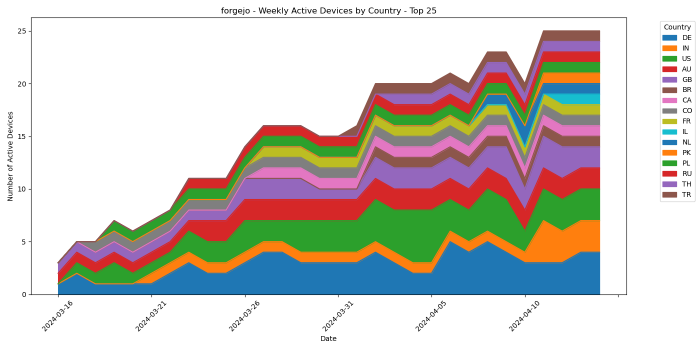 forgejo - Weekly Active Devices by Country - Top 25
Number of Active Devices
25
20
15
10
5
0
2024-03-16
2024-03-21
2024-03-26
2024-03-31
2024-04-05
2024-04-10
Date
Country
DE
IN
US
AU
GB
BR
CA
CO
FR
IL
NL
PK
PL
RU
TH
TR